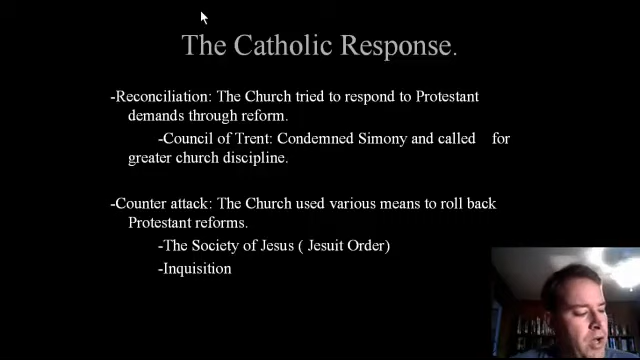 The Catholic Response.
-Reconciliation: The Church tried to respond to Protestant
demands through reform.
-Council of Trent: Condemned Simony and called for
greater church discipline.
-Counter attack: The Church used various means to roll back
Protestant reforms.
-The Society of Jesus ( Jesuit Order)
-Inquisition